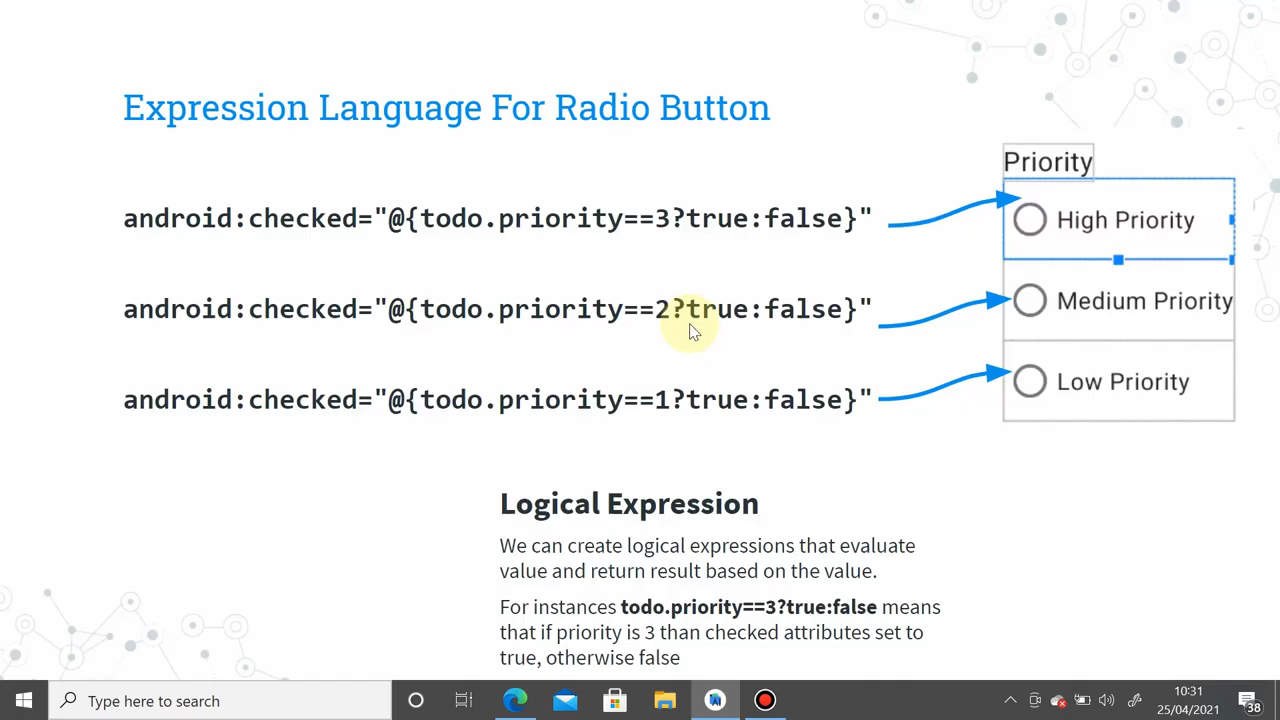 Expression Language For Radio Button
Priority
android:checked="@{todo.priority==3?true:false}"
High Priority
android:checked="@{todo.priority==2?true:false}"
Medium Priority
android:checked="@{todo.priority==1?true:false}"
Low Priority
Logical Expression
We can create logical expressions that evaluate
value and return result based on the value.
For instances todo.priority==3?true:false means
that if priority is 3 than checked attributes set to
true, otherwise false
Type here to search
10:31
25/04/2021
38